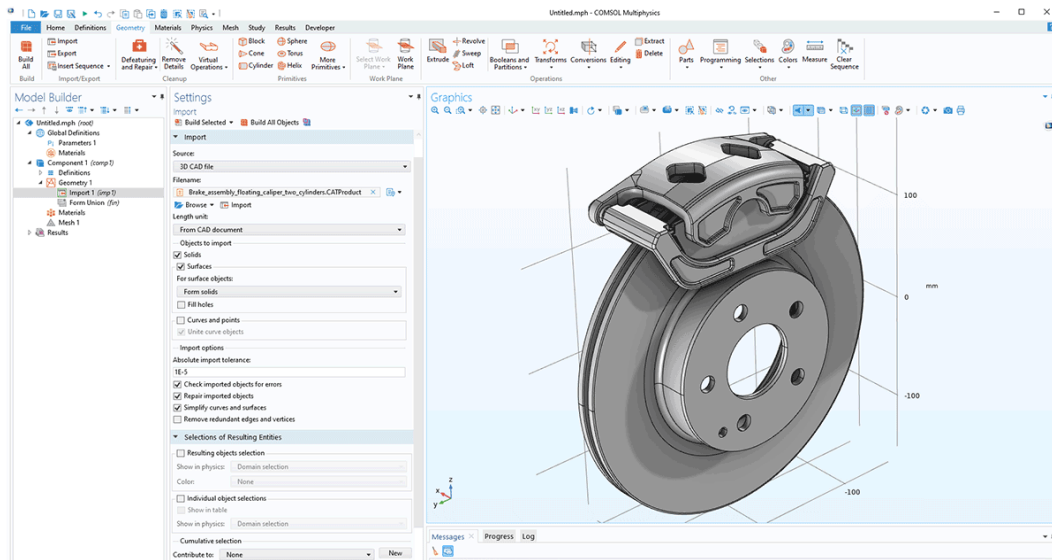 Untitled.mph - COMSOL Multiphysics
File Home Definitions Geometry Materials Physics Mesh Study Results Developer
Build All
Import
Export
Insert Sequence
Defeaturing and Repair
Remove Details
Virtual Operations
Block
Cone
Cylinder
Sphere
Torus
Helix
More Primitives
Select Work Plane
Work Plane
Extrude
Revolve
Sweep
Loft
Booleans and Partitions
Transforms
Conversions
Editing
Extract
Delete
Parts
Programming
Selections
Colors
Measure
Clear Sequence
Build Import/Export Cleanup Primitives Work Plane Operations Other
Model Builder
Untitled.mph (root)
Global Definitions
Parameters 1
Materials
Component 1 (comp1)
Definitions
Geometry 1
Import 1 (imp1)
Form Union (fin)
Materials
Mesh 1
Results
Settings
Import
Build Selected Build All Objects
Import
Source:
3D CAD file
Filename:
Brake_assembly_floating_caliper_two_cylinders.CATProduct
Browse Import
Length unit:
From CAD document
Objects to import
Solids
Surfaces
For surface objects:
Form solids
Fill holes
Curves and points
Unite curve objects
Import options
Absolute import tolerance:
1E-5
Check imported objects for errors
Repair imported objects
Simplify curves and surfaces
Remove redundant edges and vertices
Selections of Resulting Entities
Resulting objects selection
Show in physics: Domain selection
Color: None
Individual object selections
Show in table
Show in physics: Domain selection
Cumulative selection
Contribute to: None New
Graphics
100
mm
0
-100
-100
z
x
y
Messages Progress Log